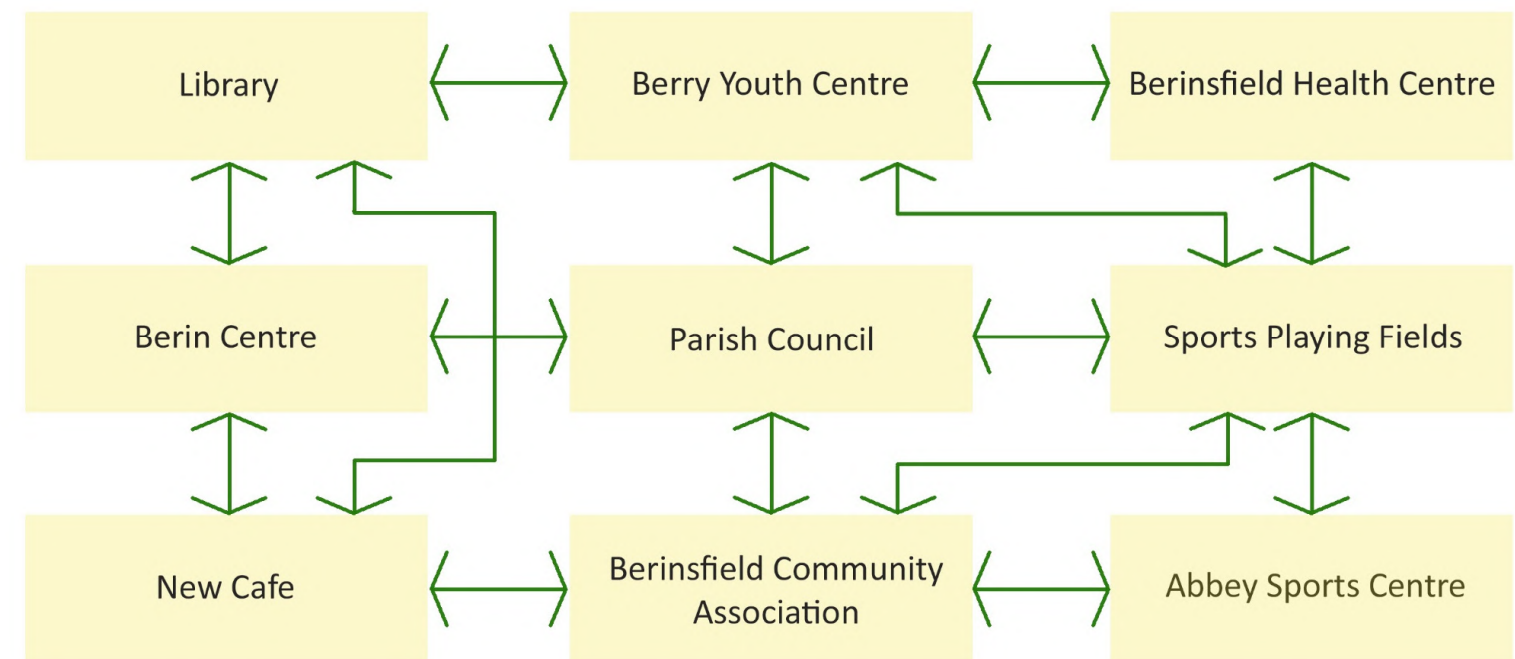 Library
Berry Youth Centre
Berinsfield Health Centre
Berin Centre
Parish Council
Sports Playing Fields
New Cafe
Berinsfield Community
Association
Abbey Sports Centre